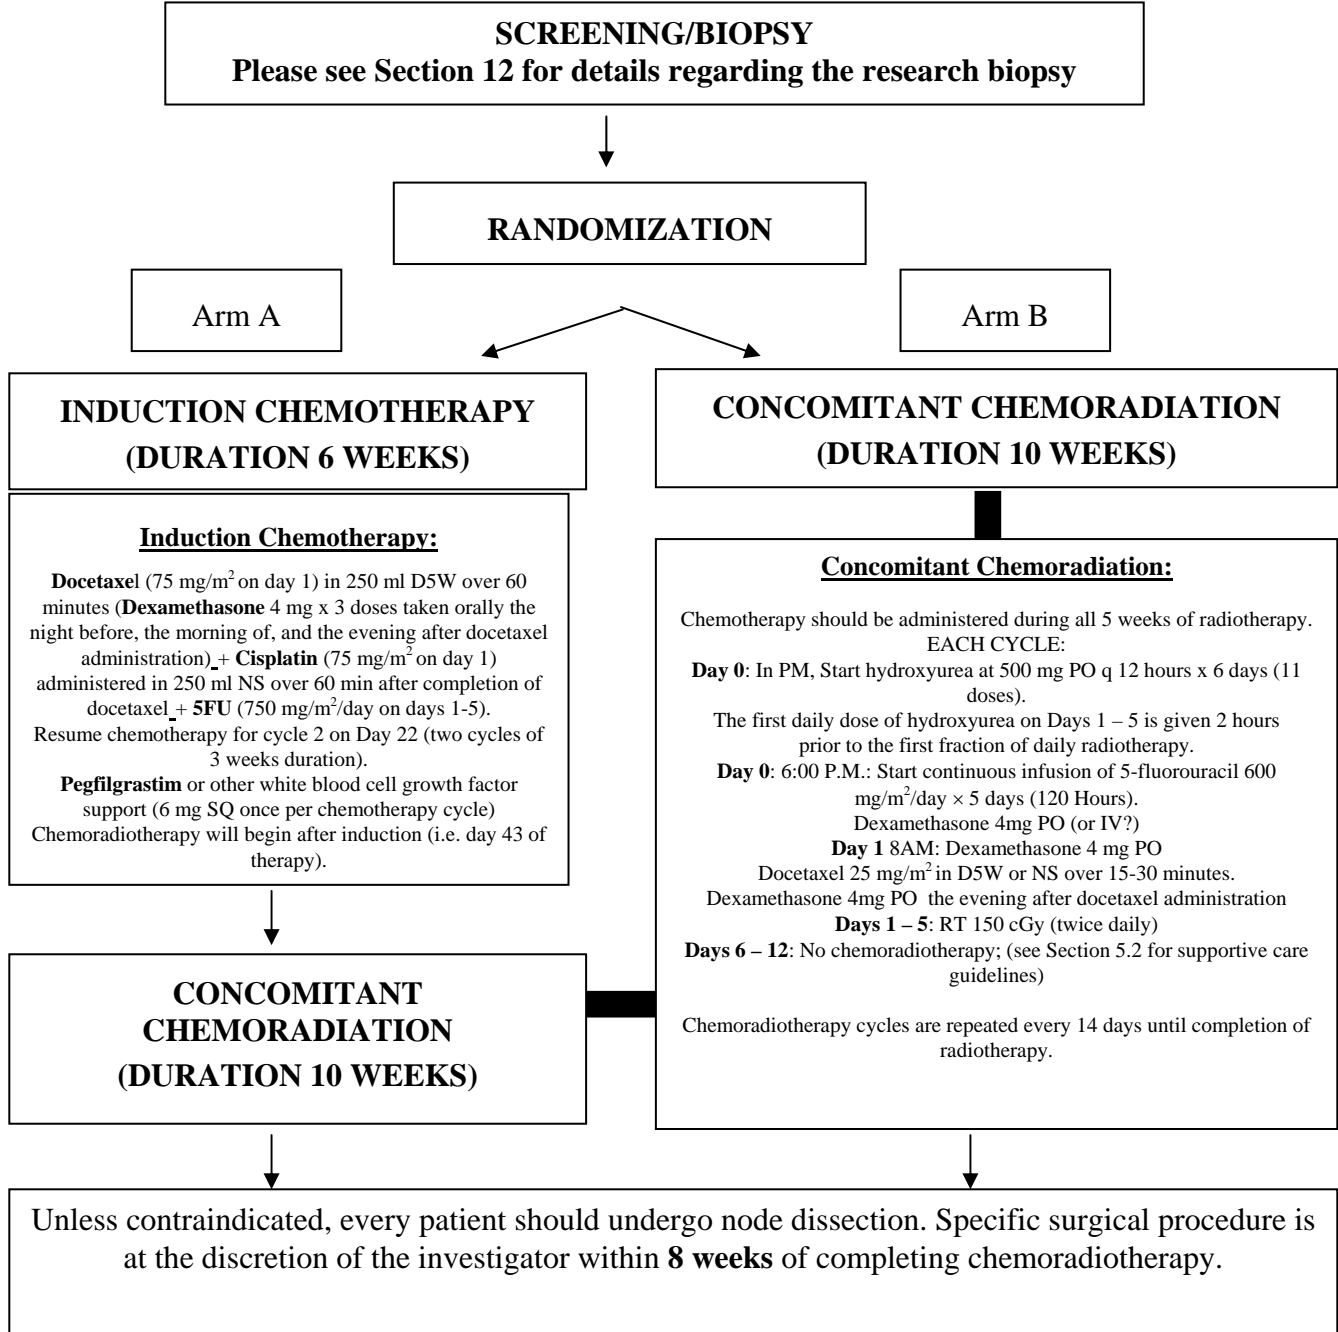 SCREENING/BIOPSY
Please see Section 12 for details regarding the research biopsy
RANDOMIZATION
Arm A
Arm B
INDUCTION CHEMOTHERAPY
(DURATION 6 WEEKS)
CONCOMITANT CHEMORADIATION
(DURATION 10 WEEKS)
Induction Chemotherapy:
Docetaxel (75 mg/m² on day 1) in 250 ml D5W over 60
minutes (Dexamethasone 4 mg x 3 doses taken orally the
night before, the morning of, and the evening after docetaxel
administration) + Cisplatin (75 mg/m² on day 1)
administered in 250 ml NS over 60 min after completion of
docetaxel + 5FU (750 mg/m²/day on days 1-5).
Resume chemotherapy for cycle 2 on Day 22 (two cycles of
3 weeks duration).
Pegfilgrastim or other white blood cell growth factor
support (6 mg SQ once per chemotherapy cycle)
Chemoradiotherapy will begin after induction (i.e. day 43 of
therapy).
Concomitant Chemoradiation:
Chemotherapy should be administered during all 5 weeks of radiotherapy.
EACH CYCLE:
Day 0: In PM, Start hydroxyurea at 500 mg PO q 12 hours x 6 days (11
doses).
The first daily dose of hydroxyurea on Days 1 – 5 is given 2 hours
prior to the first fraction of daily radiotherapy.
Day 0: 6:00 P.M.: Start continuous infusion of 5-fluorouracil 600
mg/m²/day × 5 days (120 Hours).
Dexamethasone 4mg PO (or IV?)
Day 1 8AM: Dexamethasone 4 mg PO
Docetaxel 25 mg/m² in D5W or NS over 15-30 minutes.
Dexamethasone 4mg PO the evening after docetaxel administration
Days 1 – 5: RT 150 cGy (twice daily)
Days 6 – 12: No chemoradiotherapy; (see Section 5.2 for supportive care
guidelines)
Chemoradiotherapy cycles are repeated every 14 days until completion of
radiotherapy.
CONCOMITANT
CHEMORADIATION
(DURATION 10 WEEKS)
Unless contraindicated, every patient should undergo node dissection. Specific surgical procedure is
at the discretion of the investigator within 8 weeks of completing chemoradiotherapy.